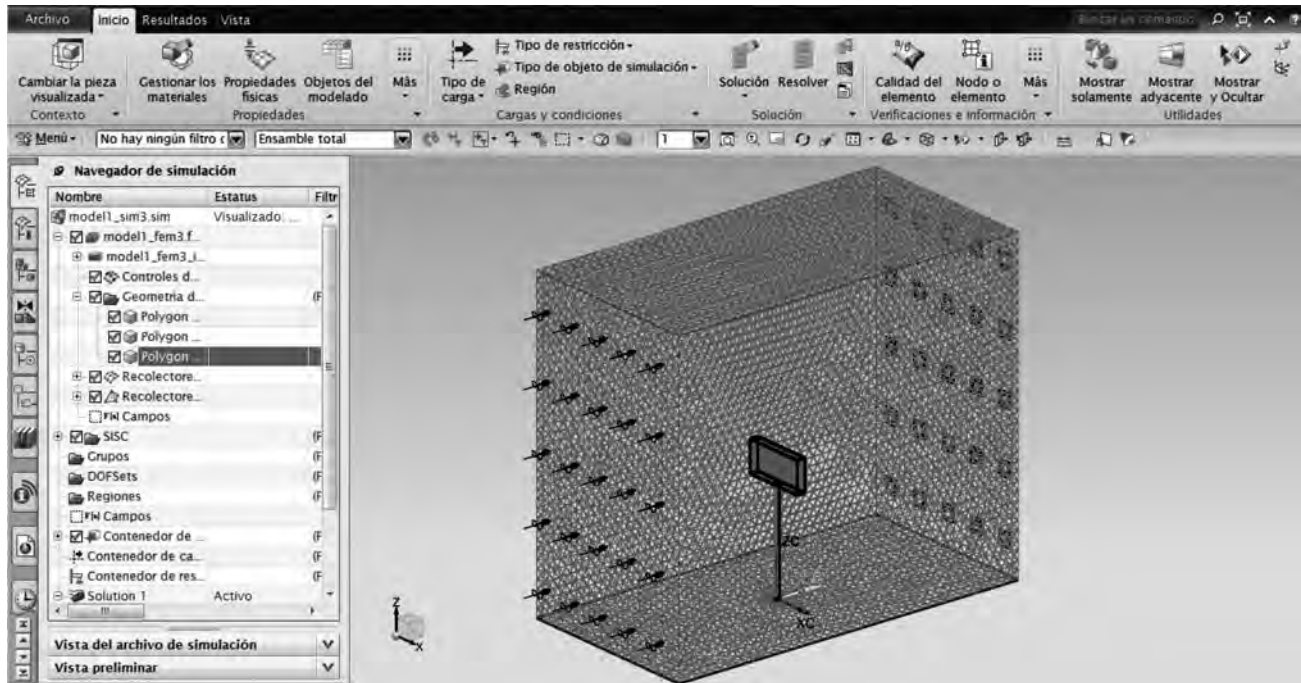 Archivo Inicio Resultados Vista
Cambiar la pieza visualizada
Gestionar los materiales
Propiedades físicas
Objetos del modelado
Más
Tipo de carga
Tipo de restricción
Tipo de objeto de simulación
Región
Solución
Resolver
Calidad del elemento
Nodo o elemento
Más
Mostrar solamente
Mostrar adyacente
Mostrar y Ocultar
Contexto Propiedades Cargas y condiciones Solución Verificaciones e Información Utilidades
Menú No hay ningún filtro c Ensamble total 1
Navegador de simulación
Nombre Estatus Filtr
model1_sim3.sim Visualizado ...
model1_fem3.f...
model1_fem3_i...
Controles d...
Geometría d... (F
Polygon ...
Polygon ...
Polygon ...
Recolectore...
Recolectore...
Campos
SISC (F
Grupos (F
DOFSets (F
Regiones (F
Campos
Contenedor de ... (F
Contenedor de ca... (F
Contenedor de res... (F
Solution 1 Activo
Vista del archivo de simulación
Vista preliminar
ZC
XC
Z
X